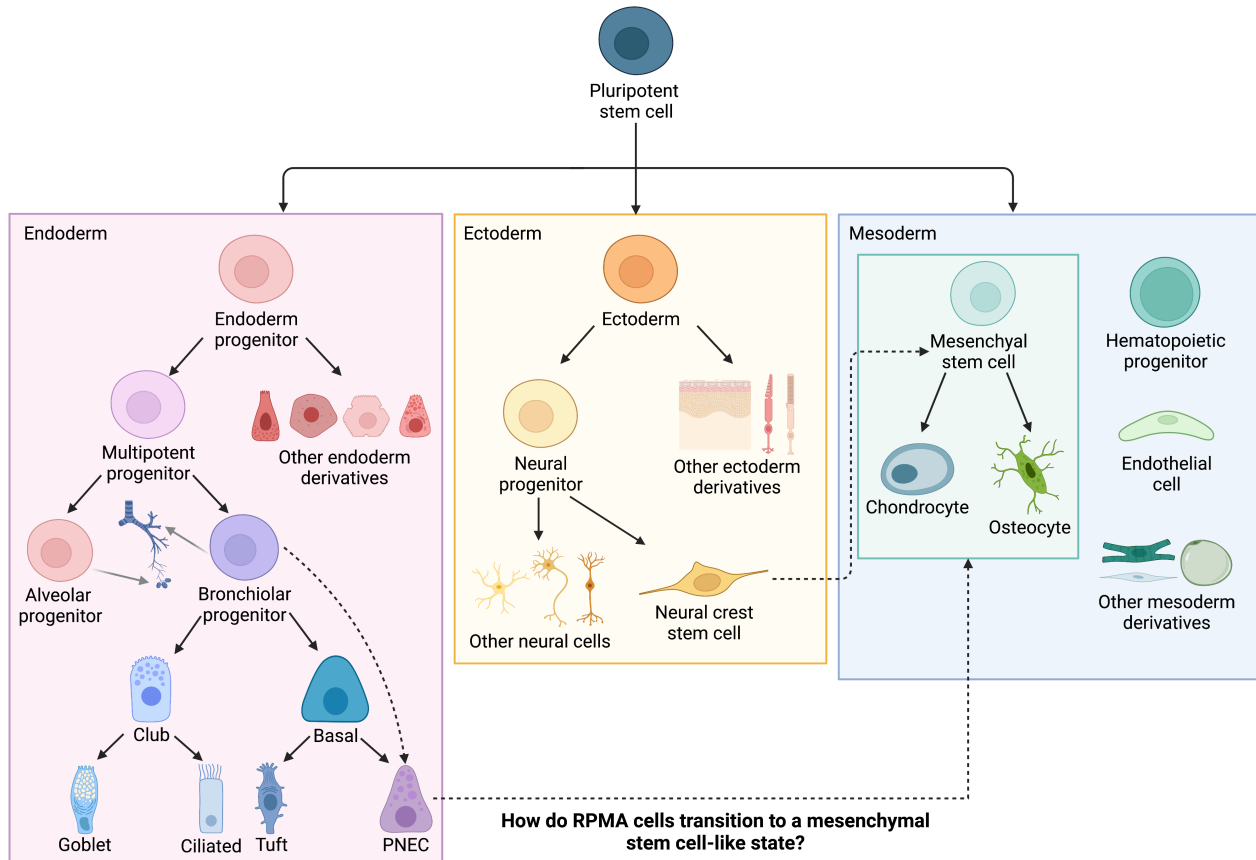 Pluripotent
stem cell
Endoderm
Endoderm
progenitor
Multipotent
progenitor
Other endoderm
derivatives
Alveolar
progenitor
Bronchiolar
progenitor
Club
Basal
Goblet
Ciliated
Tuft
PNEC
Ectoderm
Ectoderm
Neural
progenitor
Other ectoderm
derivatives
Other neural cells
Neural crest
stem cell
Mesoderm
Mesenchyal
stem cell
Chondrocyte
Osteocyte
Hematopoietic
progenitor
Endothelial
cell
Other mesoderm
derivatives
How do RPMA cells transition to a mesenchymal
stem cell-like state?